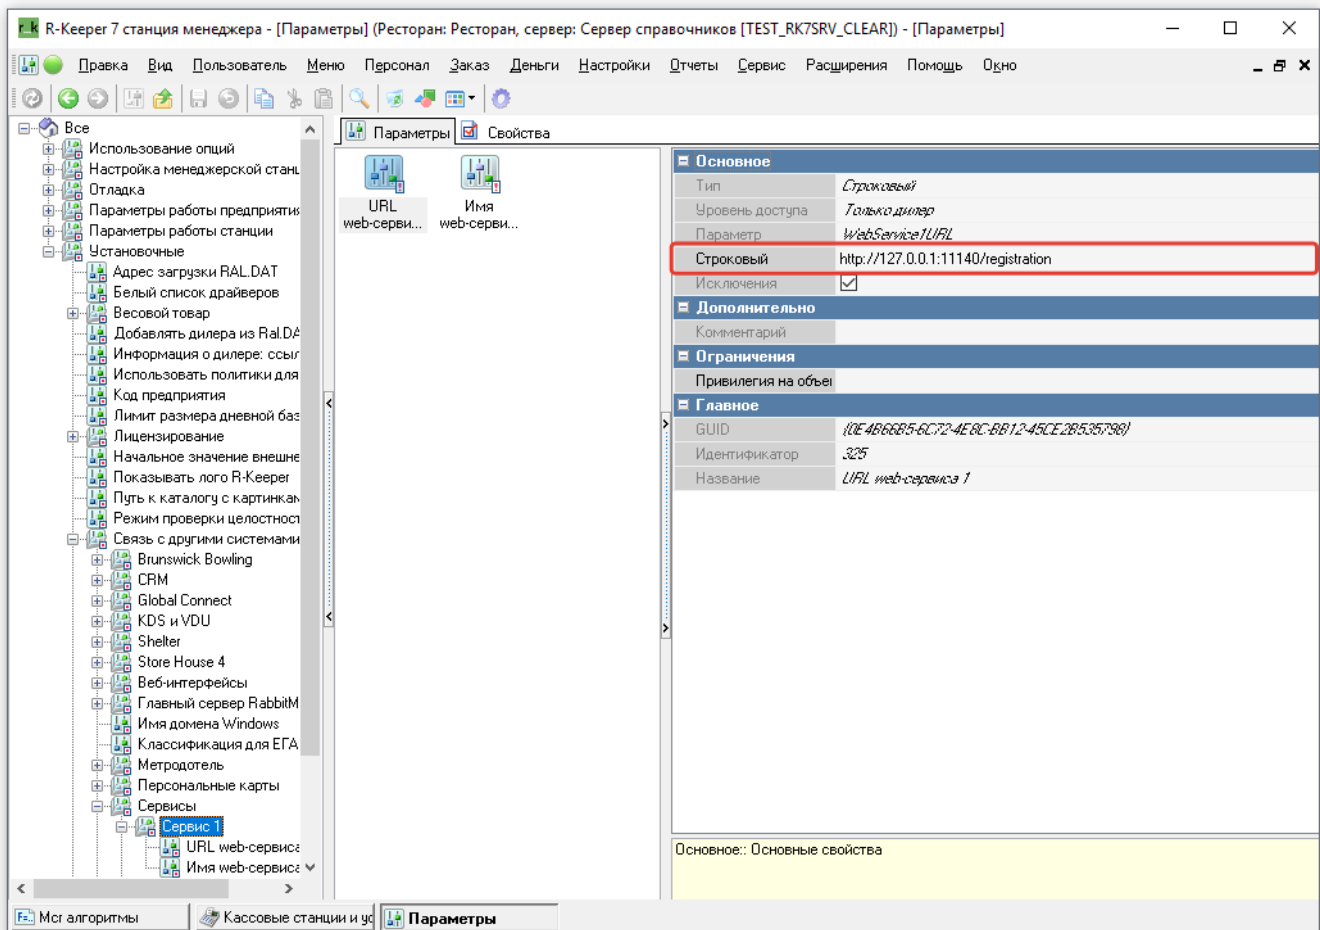 r_k R-Keeper 7 станция менеджера - [Параметры] (Ресторан: Ресторан, сервер: Сервер справочников [TEST_RK7SRV_CLEAR]) - [Параметры]
Правка Вид Пользователь Меню Персонал Заказ Деньги Настройки Отчеты Сервис Расширения Помощь Окно
Все
Использование опций
Настройка менеджерской станц
Отладка
Параметры работы предприятия
Параметры работы станции
Установочные
Адрес загрузки RAL.DAT
Белый список драйверов
Весовой товар
Добавлять дилера из Ral.DA
Информация о дилере: ссыл
Использовать политики для
Код предприятия
Лимит размера дневной баз
Лицензирование
Начальное значение внешне
Показывать лого R-Keeper
Путь к каталогу с картинкам
Режим проверки целостност
Связь с другими системами
Brunswick Bowling
CRM
Global Connect
KDS и VDU
Shelter
Store House 4
Веб-интерфейсы
Главный сервер RabbitM
Имя домена Windows
Классификация для ЕГА
Метродотель
Персональные карты
Сервисы
Сервис 1
URL web-сервиса
Имя web-сервиса
Параметры Свойства
URL web-серви...
Имя web-серви...
Основное
Тип Строковый
Уровень доступа Только дилер
Параметр WebService1URL
Строковый http://127.0.0.1:11140/registration
Исключения
Дополнительно
Комментарий
Ограничения
Привилегия на объек
Главное
GUID {0E4B66B5-6C72-4E8C-BB12-45CE2B535798}
Идентификатор 325
Название URL web-сервиса 1
Основное:: Основные свойства
Мсr алгоритмы Кассовые станции и ус Параметры